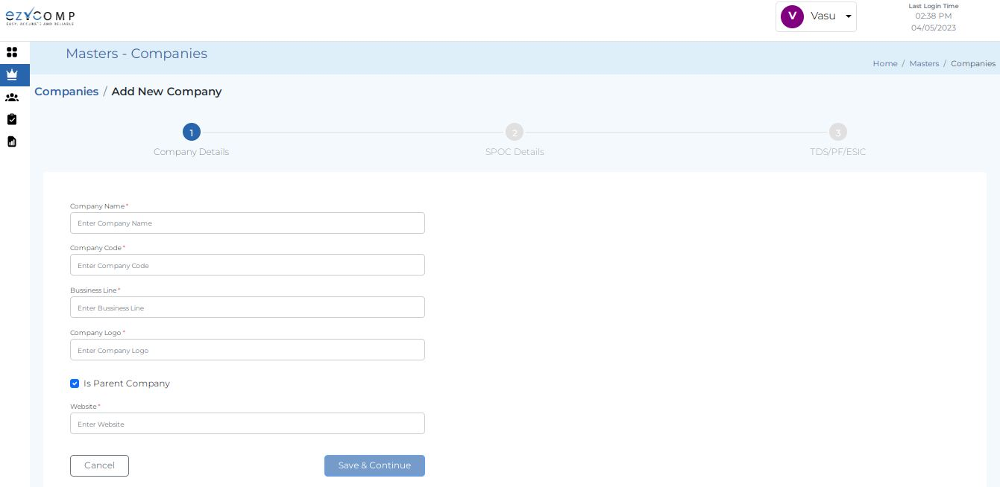 ezycomp
EASY, ACCURATE AND RELIABLE
V Vasu
Last Login Time
02:38 PM
04/05/2023
Masters - Companies
Home / Masters / Companies
Companies / Add New Company
1 2 3
Company Details SPOC Details TDS/PF/ESIC
Company Name *
Enter Company Name
Company Code *
Enter Company Code
Bussiness Line *
Enter Bussiness Line
Company Logo *
Enter Company Logo
Is Parent Company
Website *
Enter Website
Cancel Save & Continue